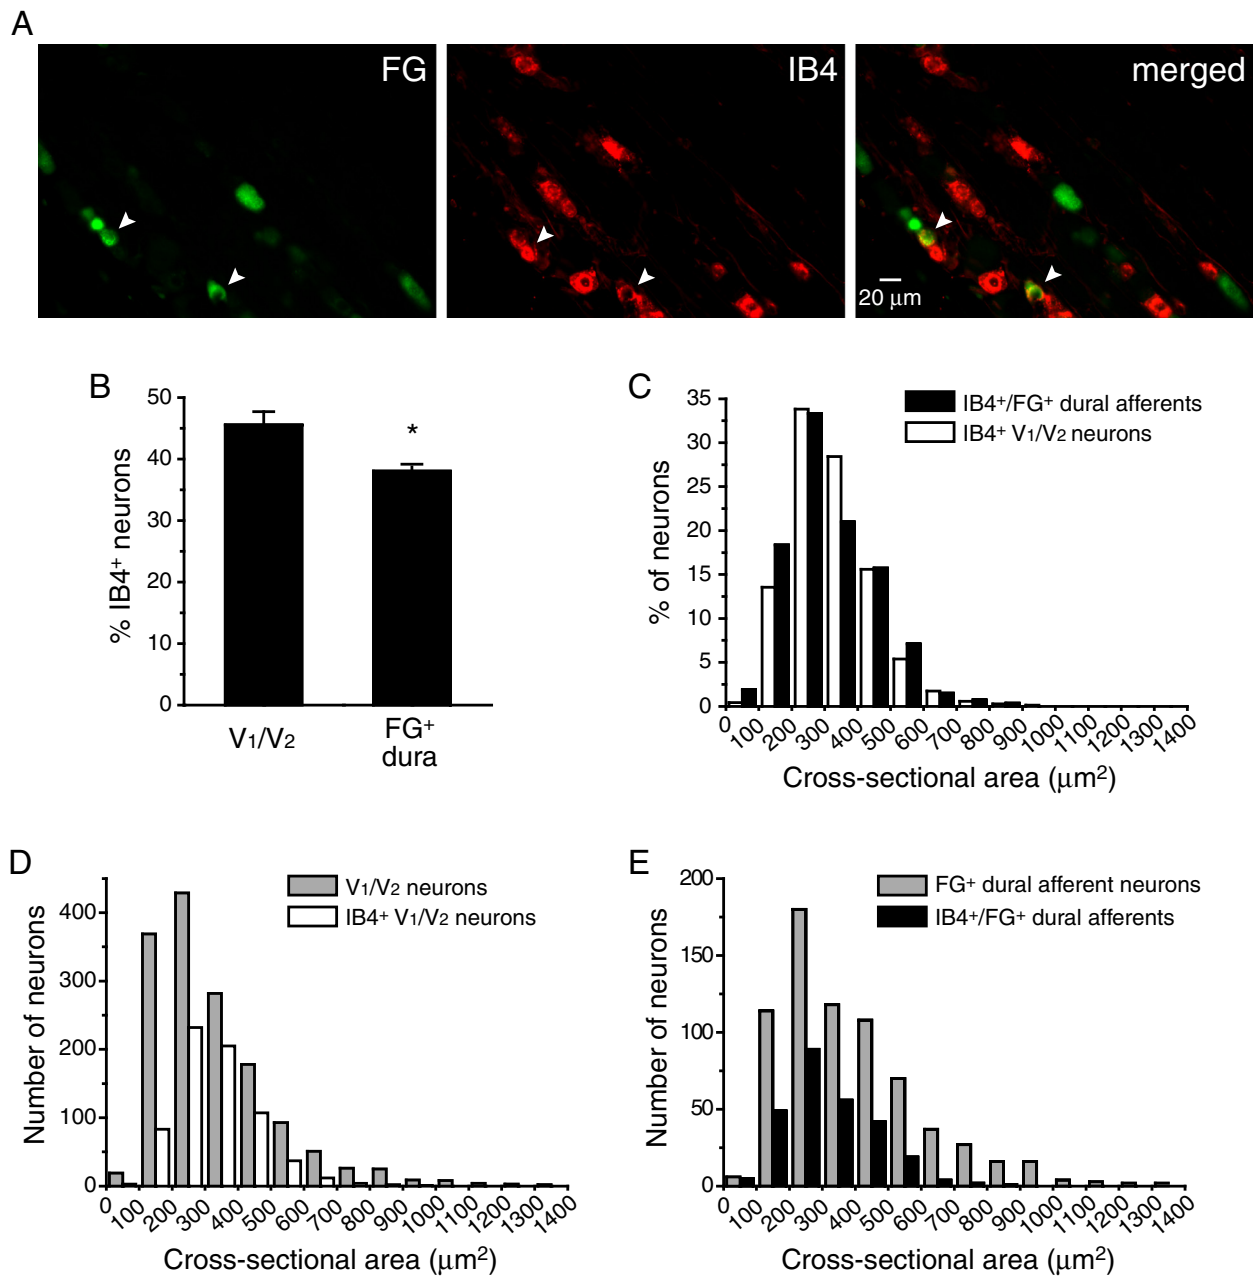 A
FG
IB4
merged
20 μm
B
% IB4⁺ neurons
50
40
30
20
10
0
*
V₁/V₂
FG⁺
dura
C
% of neurons
35
30
25
20
15
10
5
0
IB4⁺/FG⁺ dural afferents
IB4⁺ V₁/V₂ neurons
0 100 200 300 400 500 600 700 800 900 1000 1100 1200 1300 1400
Cross-sectional area (μm²)
D
Number of neurons
400
300
200
100
0
V₁/V₂ neurons
IB4⁺ V₁/V₂ neurons
0 100 200 300 400 500 600 700 800 900 1000 1100 1200 1300 1400
Cross-sectional area (μm²)
E
Number of neurons
200
150
100
50
0
FG⁺ dural afferent neurons
IB4⁺/FG⁺ dural afferents
0 100 200 300 400 500 600 700 800 900 1000 1100 1200 1300 1400
Cross-sectional area (μm²)